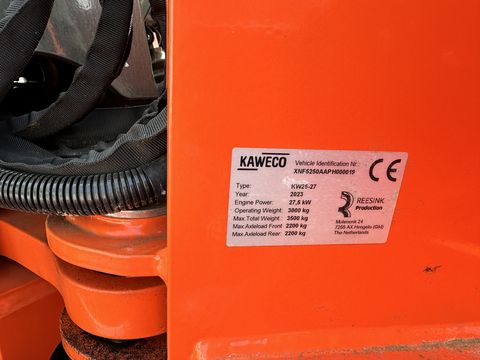 KAWECO
Vehicle Identification Nr.:
XNF5250AAPH000019
CE
Type: KW25-27
Year: 2023
Engine Power: 27,5 kW
Operating Weight: 3000 kg
Max Total Weight: 3500 kg
Max Axleload Front: 2200 kg
Max Axleload Rear: 2200 kg
REESINK
Production
Molenenk 24
7255 AX Hengelo (Gld)
The Netherlands